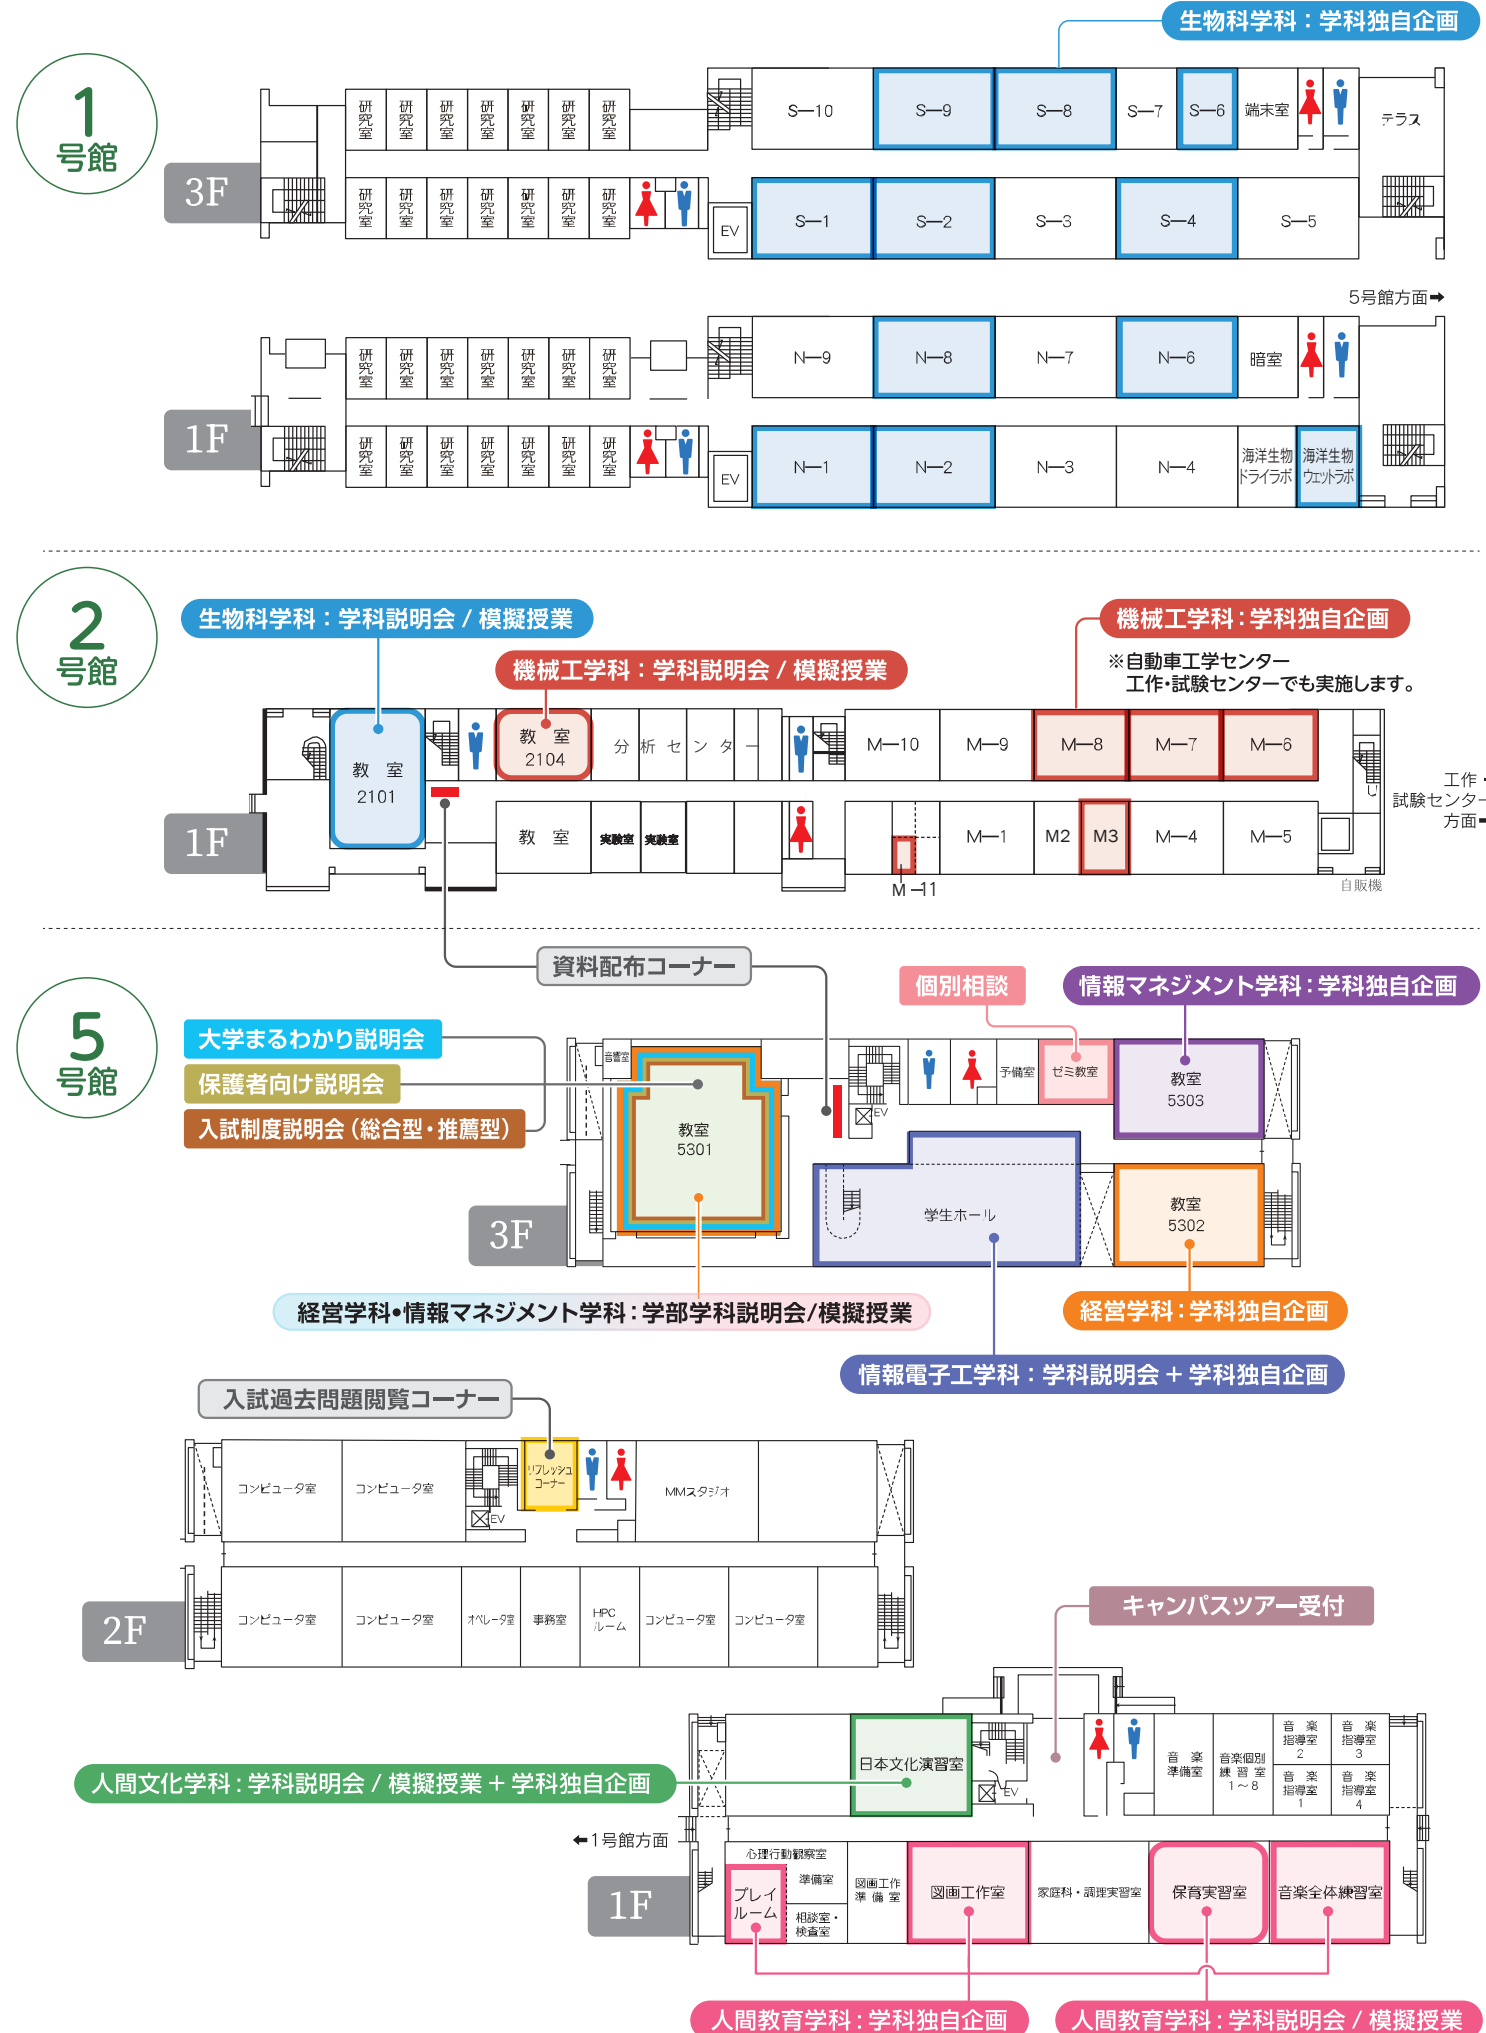 生物科学科：学科独自企画
1
号館
3F
研究室 研究室 研究室 研究室 研究室 研究室 研究室
S―10 S―9 S―8 S―7 S―6 端末室
テラス
研究室 研究室 研究室 研究室 研究室 研究室 研究室
EV
S―1 S―2 S―3 S―4 S―5
5号館方面➡
1F
研究室 研究室 研究室 研究室 研究室 研究室 研究室
N―9 N―8 N―7 N―6 暗室
研究室 研究室 研究室 研究室 研究室 研究室 研究室
EV
N―1 N―2 N―3 N―4
海洋生物
ドライラボ
海洋生物
ウェットラボ
2
号館
生物科学科：学科説明会 / 模擬授業
機械工学科：学科説明会 / 模擬授業
機械工学科：学科独自企画
※自動車工学センター
工作・試験センターでも実施します。
1F
教 室
2101
教 室
2104
分 析 セ ン タ ー
M―10 M―9 M―8 M―7 M―6
教 室 実験室 実験室
M―1 M2 M3 M―4 M―5
M―11
工作・
試験センター
方面➡
自販機
資料配布コーナー
5
号館
個別相談
情報マネジメント学科：学科独自企画
大学まるわかり説明会
保護者向け説明会
入試制度説明会（総合型・推薦型）
3F
音響室
教室
5301
EV
予備室
ゼミ教室
教室
5303
学生ホール
教室
5302
経営学科・情報マネジメント学科：学部学科説明会/模擬授業
経営学科：学科独自企画
情報電子工学科：学科説明会 + 学科独自企画
入試過去問題閲覧コーナー
2F
コンピュータ室 コンピュータ室
リフレッシュ
コーナー
EV
MMスタジオ
コンピュータ室 コンピュータ室 オペレータ室 事務室
HPC
ルーム
コンピュータ室 コンピュータ室
キャンパスツアー受付
人間文化学科：学科説明会 / 模擬授業 + 学科独自企画
日本文化演習室
EV
音 楽
準備室
音楽個別
練 習 室
1～8
音 楽
指導室
2
音 楽
指導室
3
音 楽
指導室
1
音 楽
指導室
4
⬅1号館方面
1F
心理行動観察室
プレイ
ルーム
準備室
相談室・
検査室
図画工作
準 備 室
図画工作室
家庭科・調理実習室
保育実習室
音楽全体練習室
人間教育学科：学科独自企画
人間教育学科：学科説明会 / 模擬授業